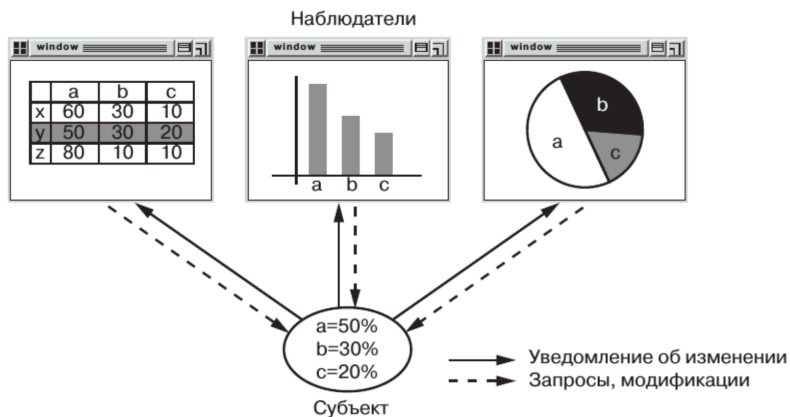 Наблюдатели
window
window
window
a b c
x 60 30 10
y 50 30 20
z 80 10 10
a b c
a
b
c
a=50%
b=30%
c=20%
Субъект
Уведомление об изменении
Запросы, модификации